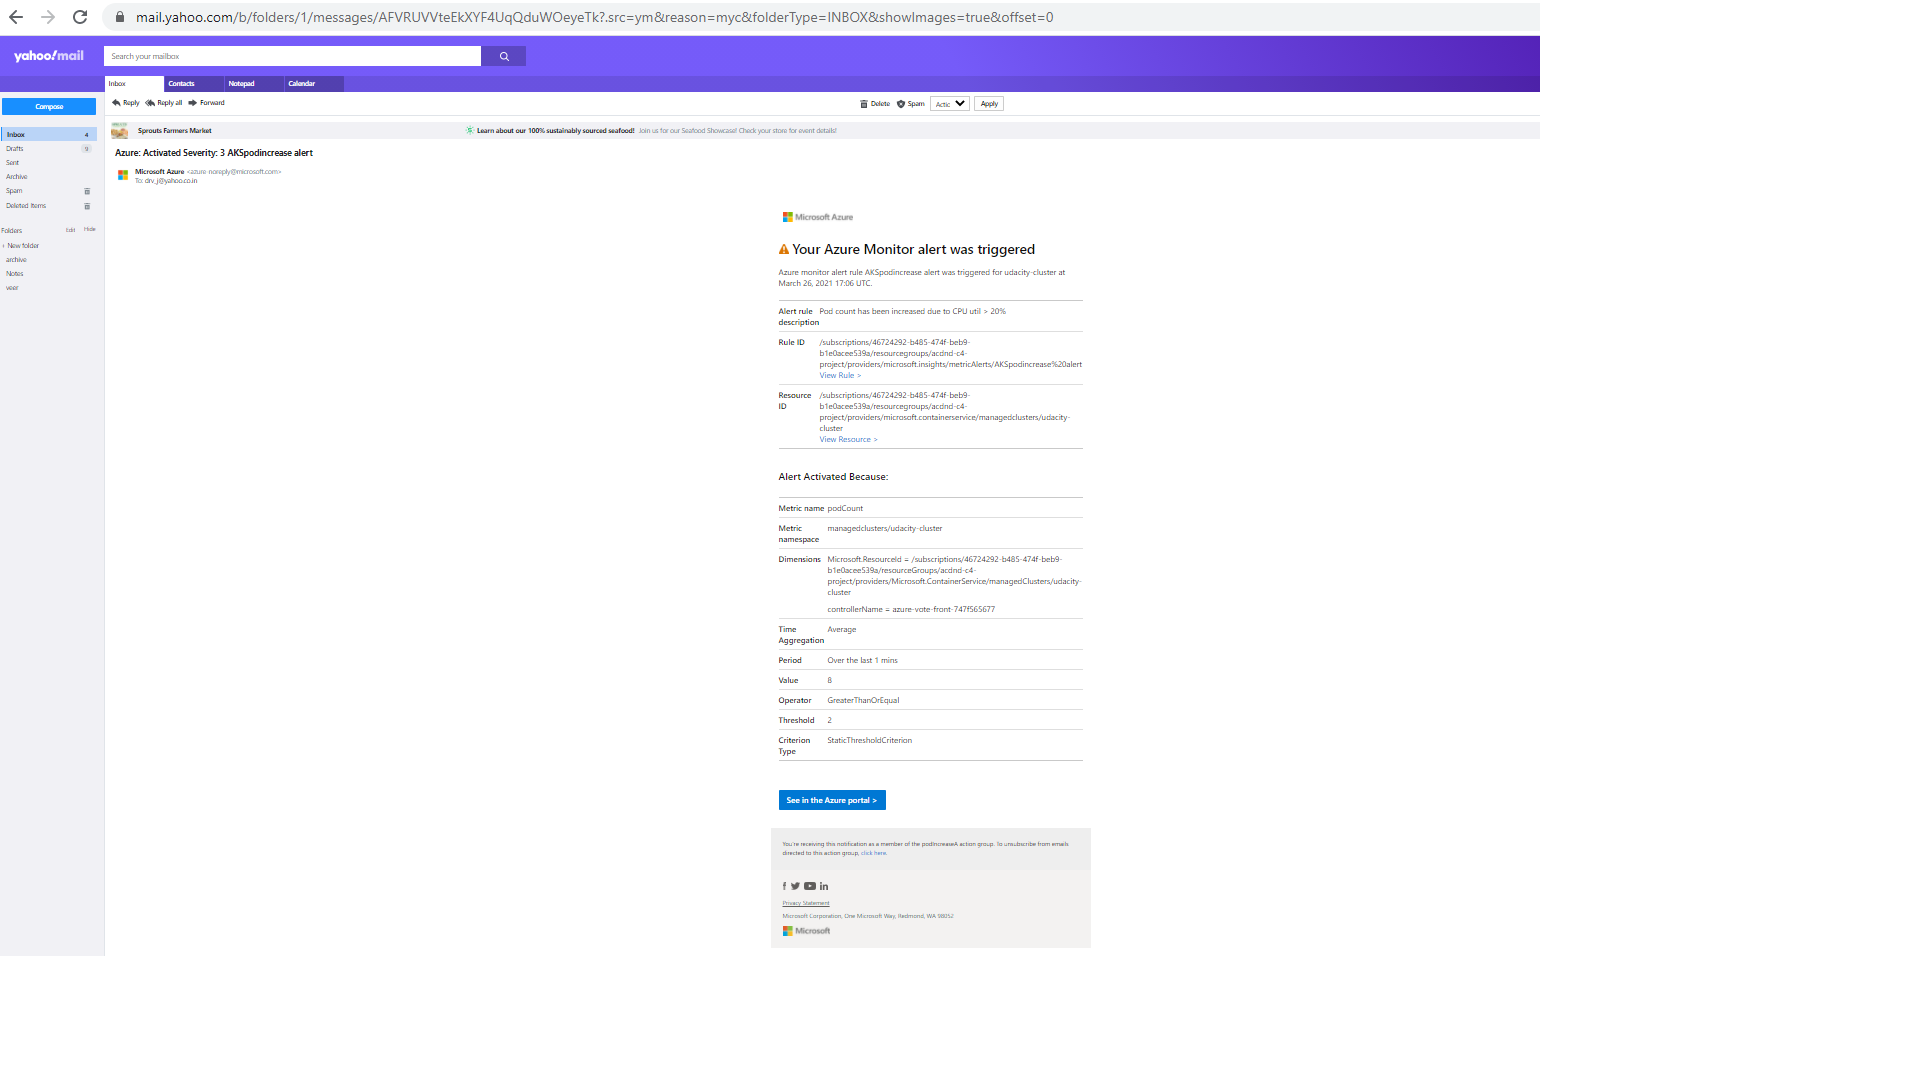 mail.yahoo.com/b/folders/1/messages/AFVRUVVteEkXYF4UqQduWOeyeTk?.src=ym&reason=myc&folderType=INBOX&showImages=true&offset=0
yahoo!mail
Search your mailbox
Inbox
Contacts
Notepad
Calendar
Compose
Reply
Reply all
Forward
Delete
Spam
Actic
Apply
Inbox 4
Drafts 9
Sent
Archive
Spam
Deleted Items
Folders Edit Hide
› New folder
archive
Notes
veer
Sprouts Farmers Market
Learn about our 100% sustainably sourced seafood! Join us for our Seafood Showcase! Check your store for event details!
Azure: Activated Severity: 3 AKSpodincrease alert
Microsoft Azure <azure-noreply@microsoft.com>
To: drv_j@yahoo.co.in
Microsoft Azure
Your Azure Monitor alert was triggered
Azure monitor alert rule AKSpodincrease alert was triggered for udacity-cluster at
March 26, 2021 17:06 UTC.
Alert rule description
Pod count has been increased due to CPU util > 20%
Rule ID
/subscriptions/46724292-b485-474f-beb9-
b1e0acee539a/resourcegroups/acdnd-c4-
project/providers/microsoft.insights/metricAlerts/AKSpodincrease%20alert
View Rule >
Resource ID
/subscriptions/46724292-b485-474f-beb9-
b1e0acee539a/resourcegroups/acdnd-c4-
project/providers/microsoft.containerservice/managedclusters/udacity-
cluster
View Resource >
Alert Activated Because:
Metric name podCount
Metric namespace
managedclusters/udacity-cluster
Dimensions
Microsoft.ResourceId = /subscriptions/46724292-b485-474f-beb9-
b1e0acee539a/resourceGroups/acdnd-c4-
project/providers/Microsoft.ContainerService/managedClusters/udacity-
cluster
controllerName = azure-vote-front-747f565677
Time Aggregation
Average
Period Over the last 1 mins
Value 8
Operator GreaterThanOrEqual
Threshold 2
Criterion Type
StaticThresholdCriterion
See in the Azure portal >
You're receiving this notification as a member of the podIncreaseA action group. To unsubscribe from emails
directed to this action group, click here.
Privacy Statement
Microsoft Corporation, One Microsoft Way, Redmond, WA 98052
Microsoft